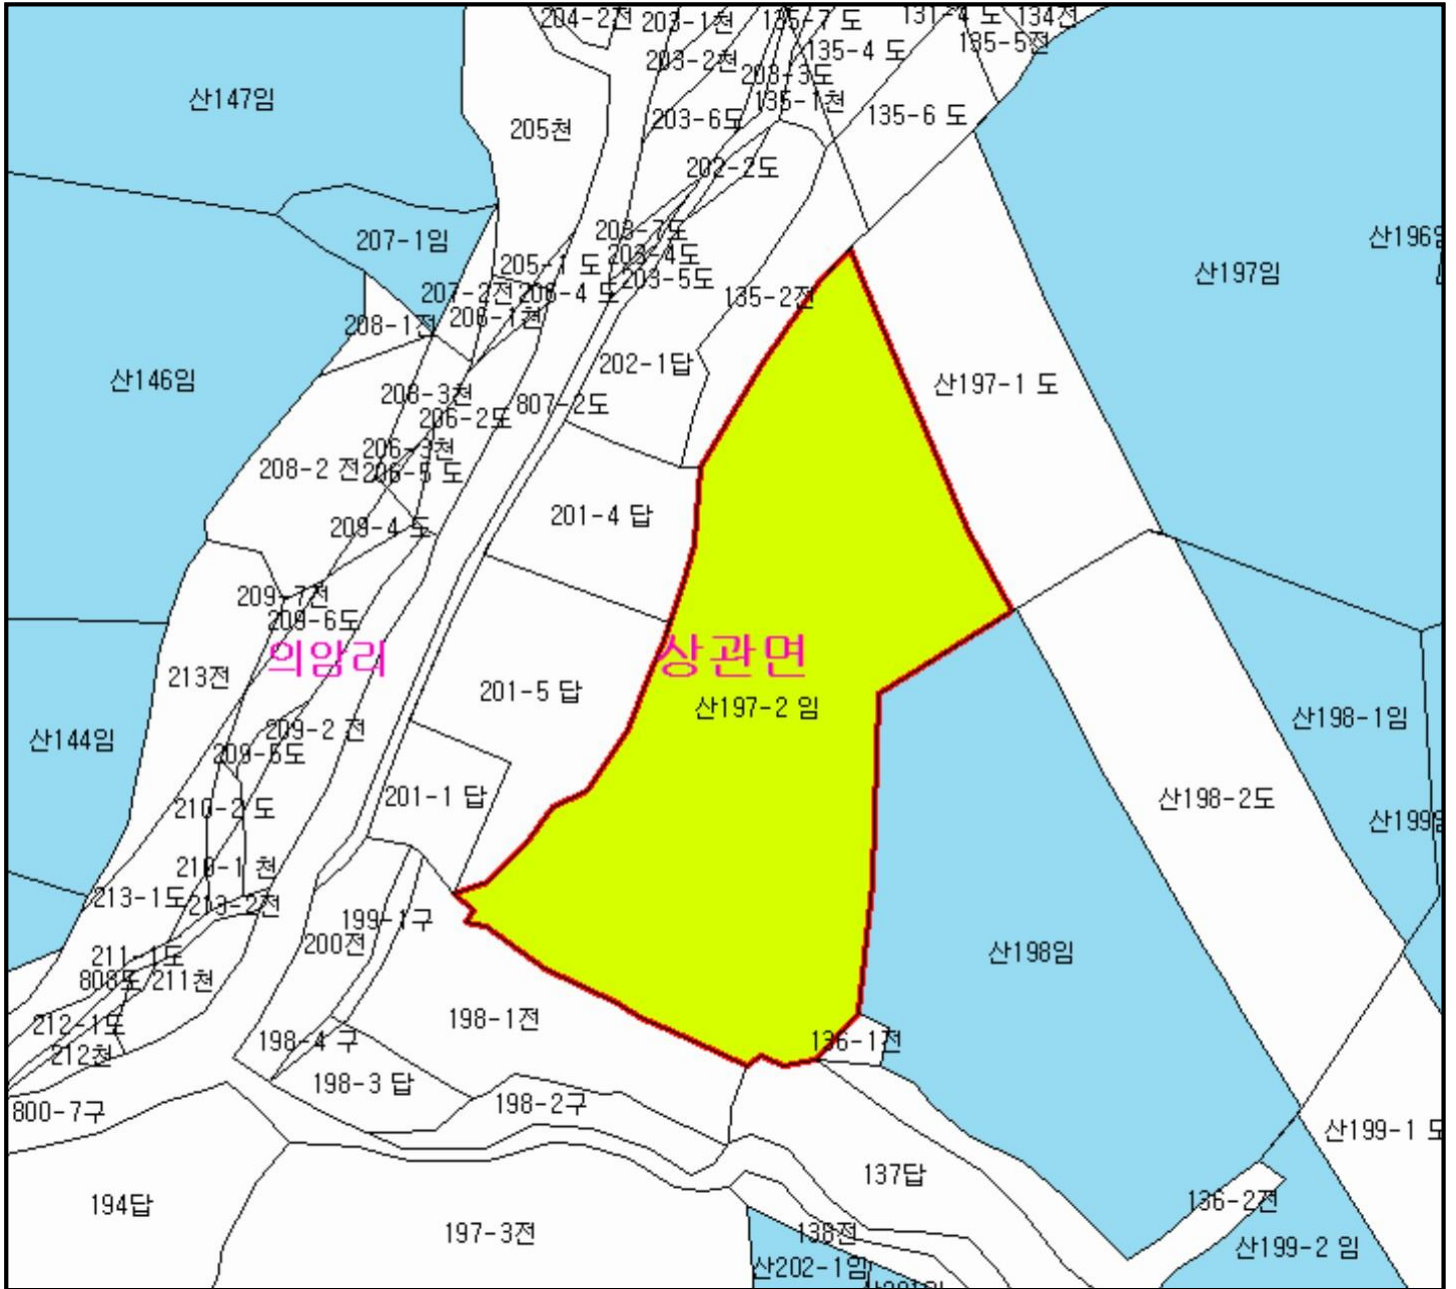 204-2전
203-1천
135-7 도
131-4 도
134전
135-5전
203-2천
135-4 도
208-3도
산147임
135-1천
135-6 도
203-6도
205천
202-2도
203-7도
산196임
207-1임
203-4도
205-1 도
203-5도
산197임
207-2전
206-4 도
135-2전
206-1천
208-1전
202-1답
산146임
산197-1 도
208-3천
807-2도
206-2도
206-3천
208-2 전
206-5 도
201-4 답
209-4 도
209-7전
209-6도
의암리
상관면
213전
201-5 답
산197-2 임
산198-1임
209-2 전
산144임
209-5도
201-1 답
산198-2도
210-2 도
210-1 천
213-1도
213-2전
199-1구
200전
211-1도
산198임
808도
211천
198-1전
212-1도
198-4 구
136-1전
212천
198-3 답
198-2구
800-7구
산199-1 도
137답
194답
136-2전
197-3전
138전
산199-2 임
산202-1임